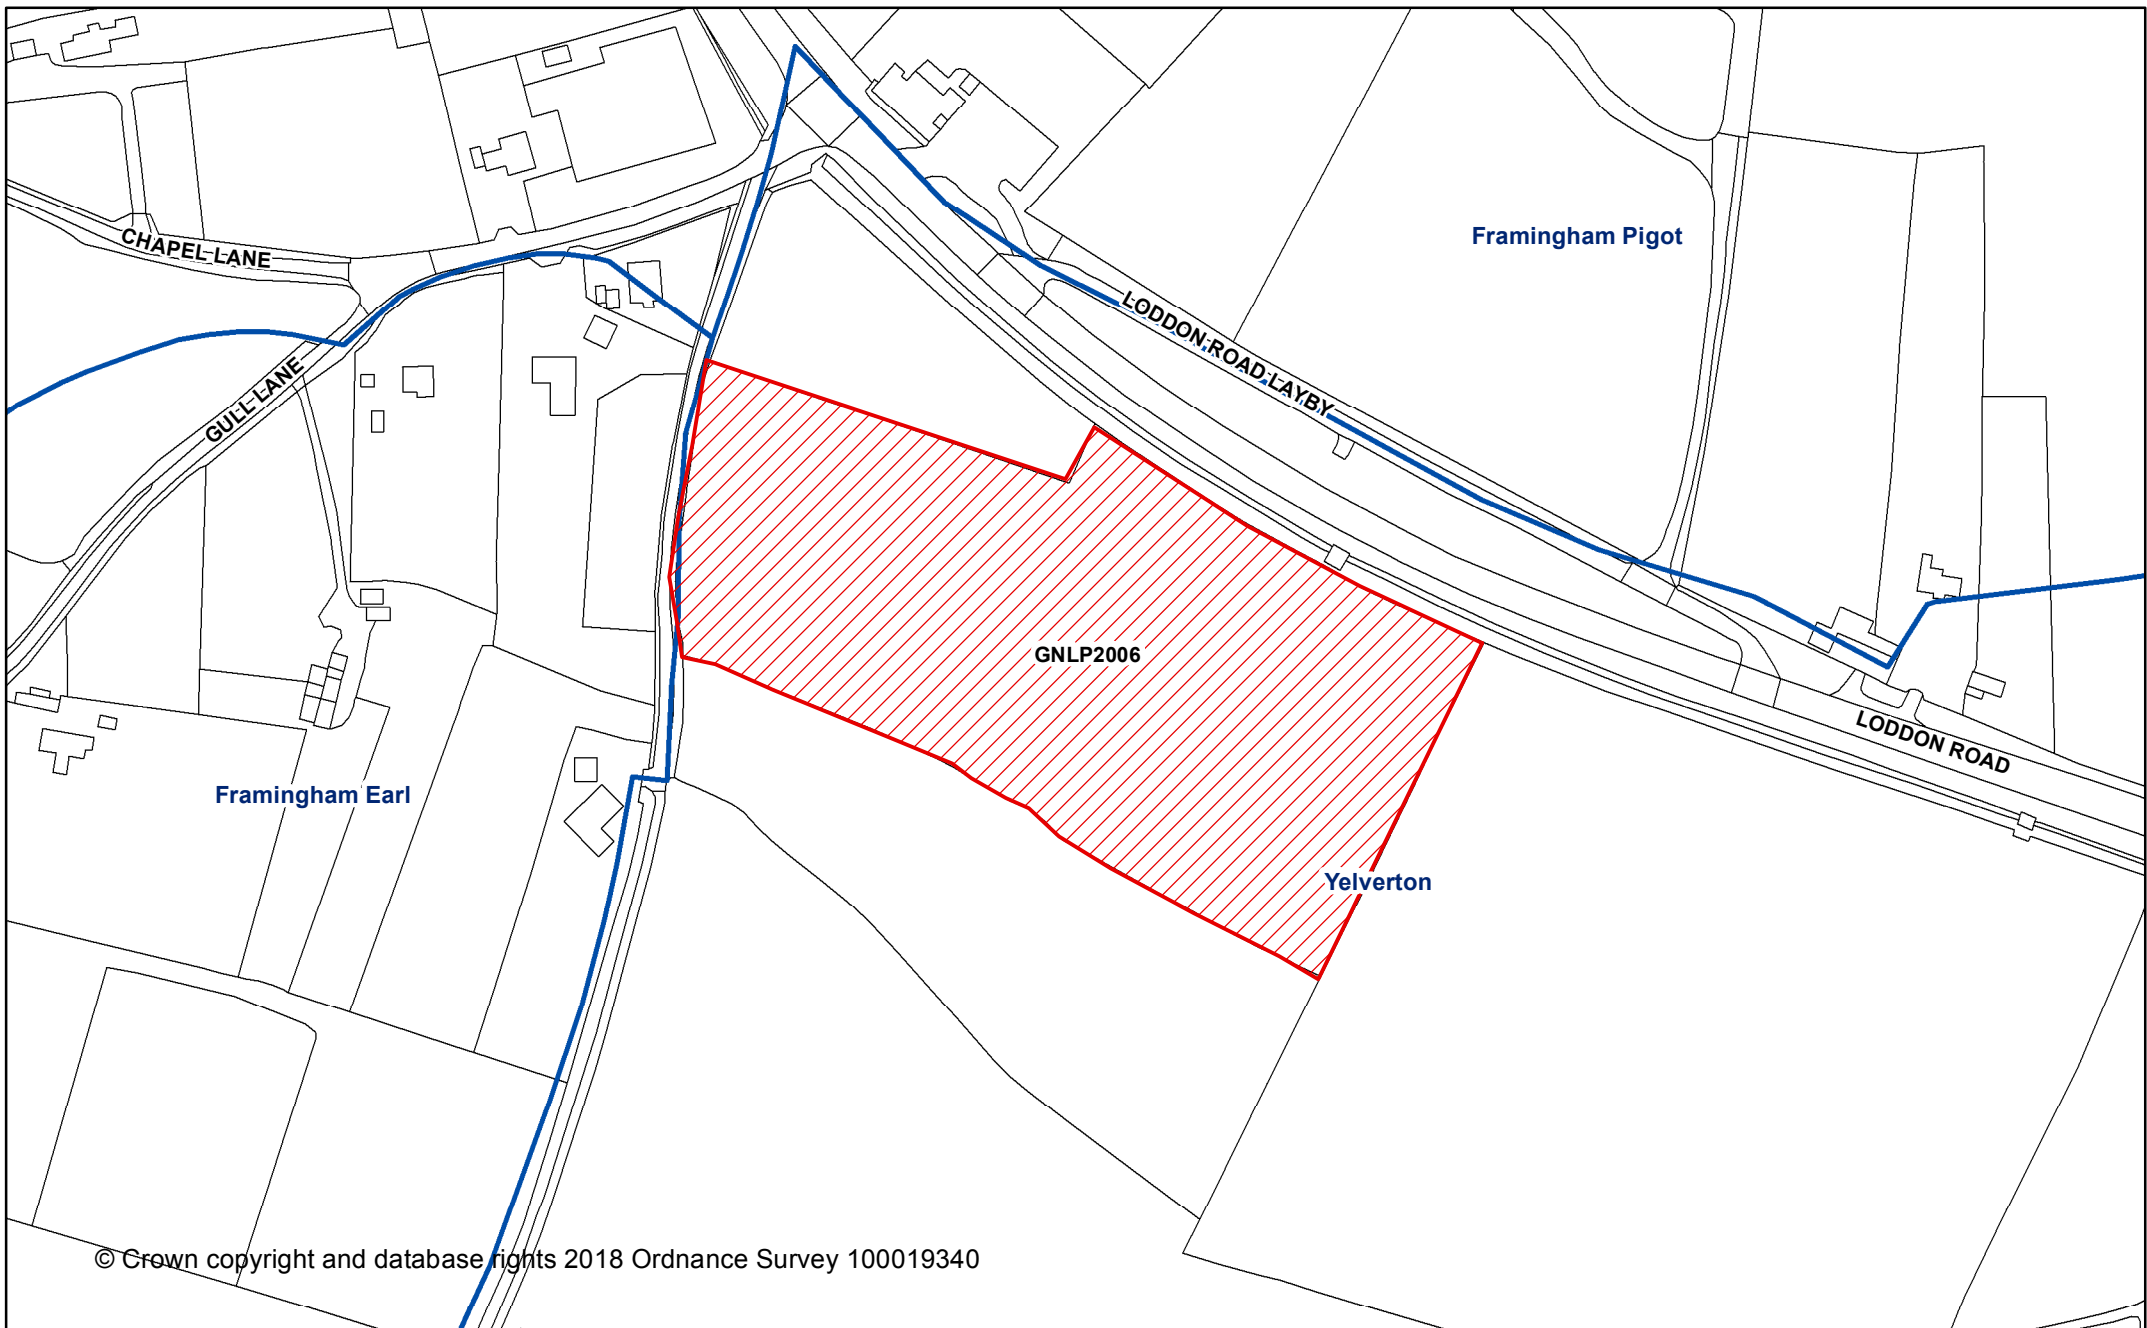 Framingham Pigot
CHAPEL LANE
LODDON ROAD LAYBY
GULL LANE
GNLP2006
LODDON ROAD
Framingham Earl
Yelverton
© Crown copyright and database rights 2018 Ordnance Survey 100019340